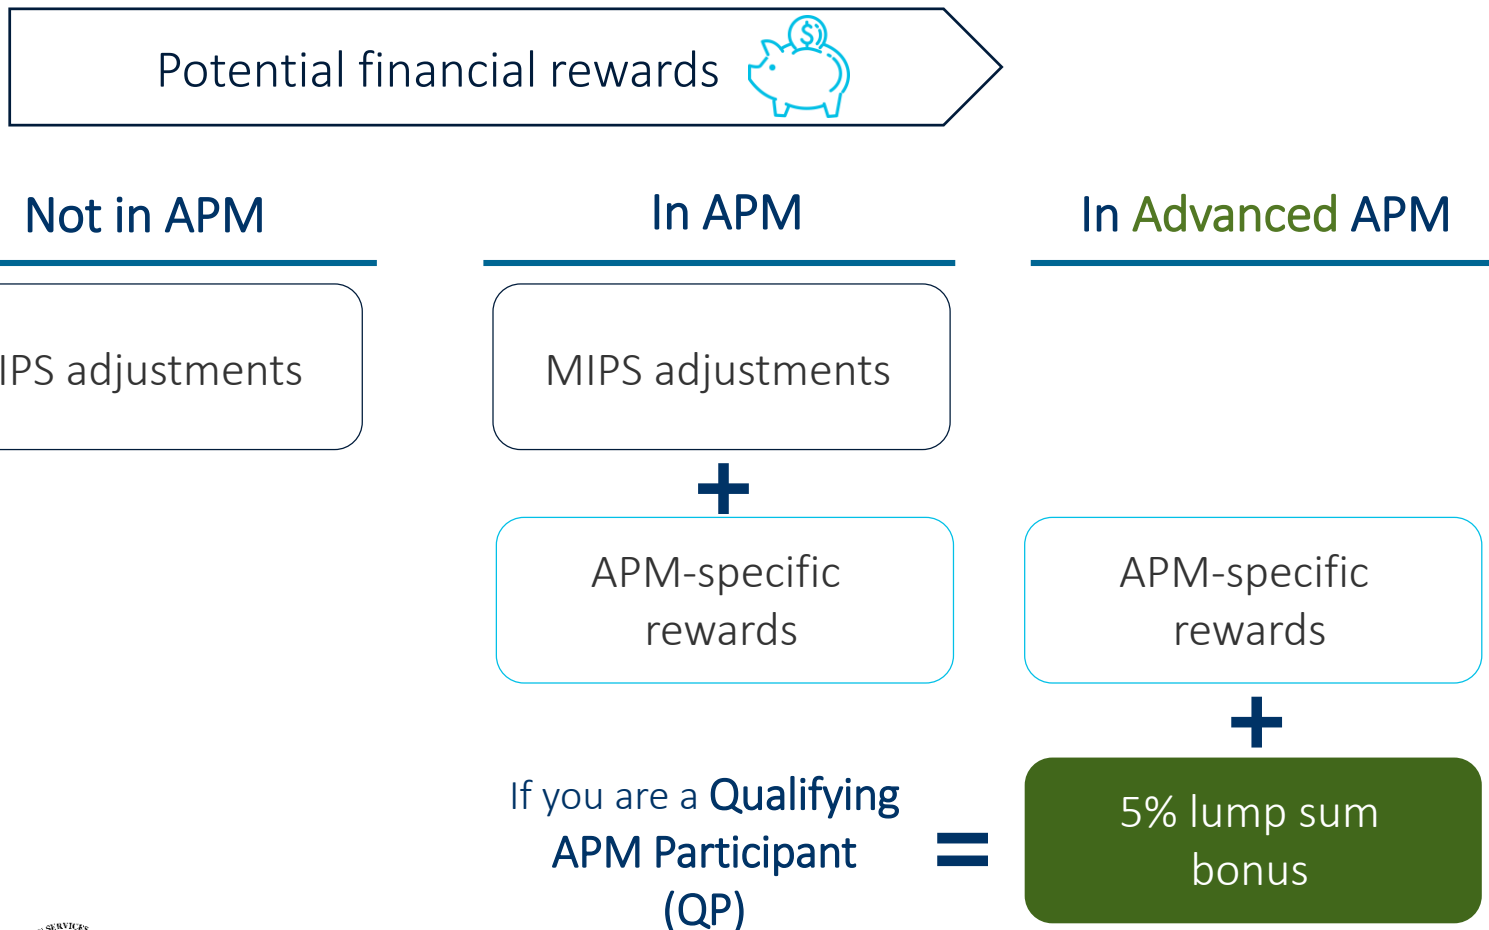 Potential financial rewards
$
Not in APM
In APM
In Advanced APM
IPS adjustments
MIPS adjustments
+
APM-specific
rewards
APM-specific
rewards
+
If you are a Qualifying
APM Participant
(QP)
=
5% lump sum
bonus
SERVICES